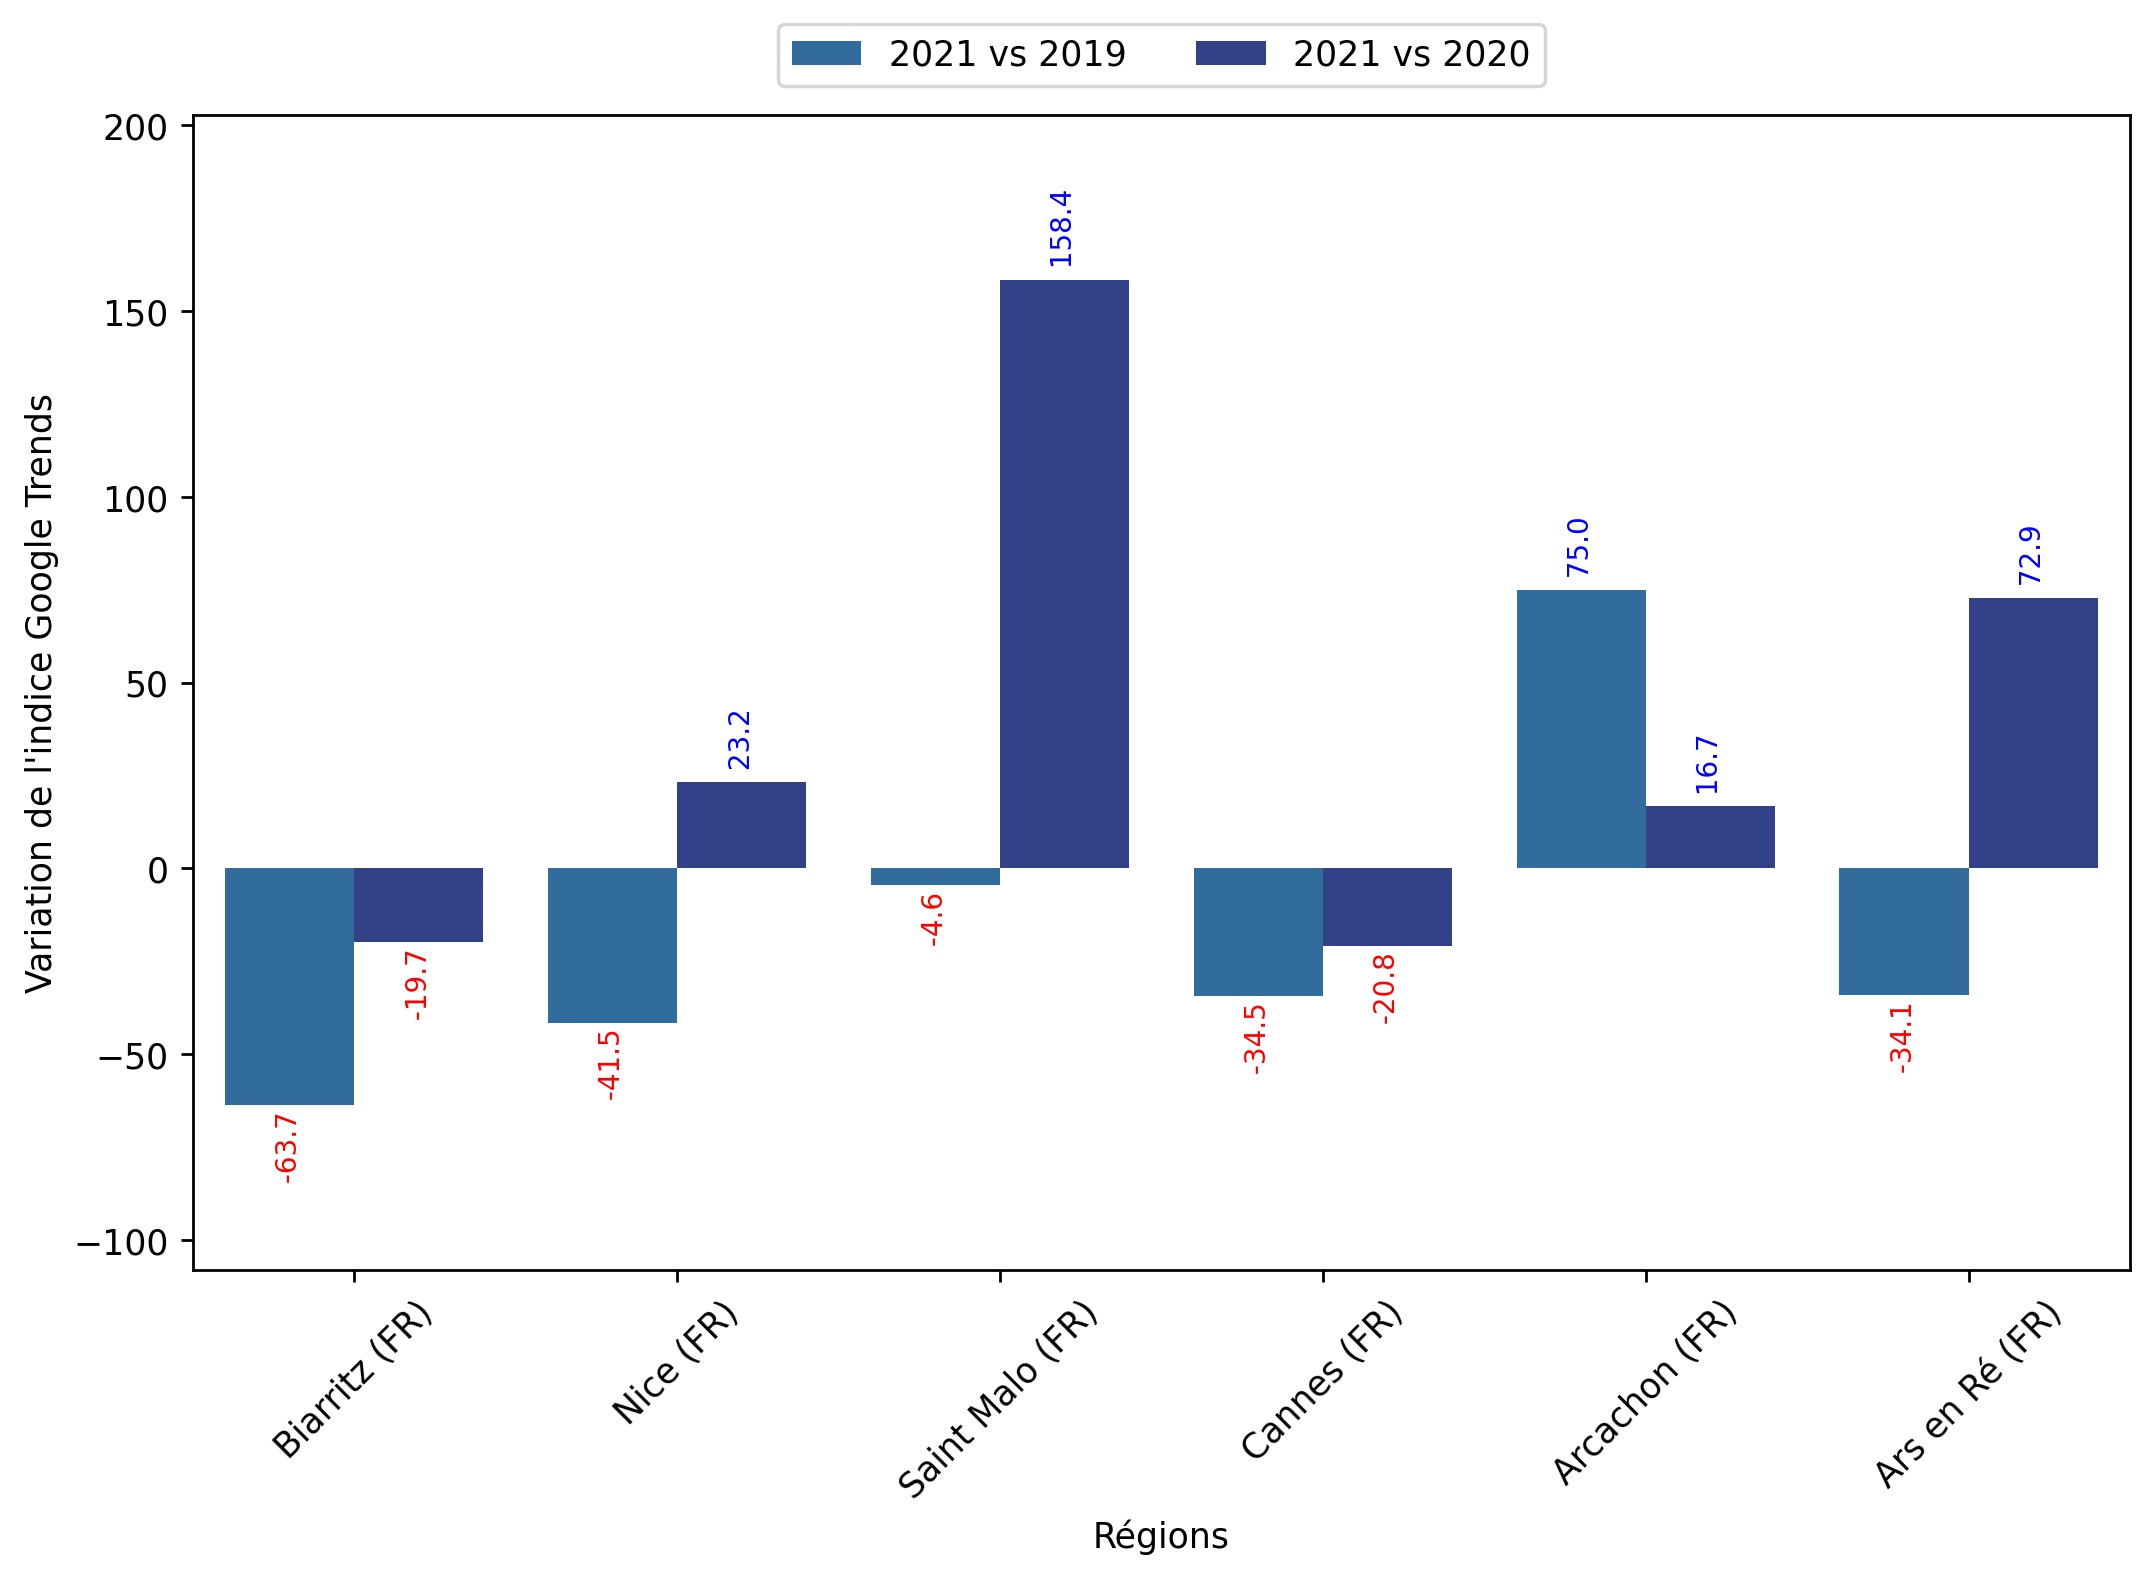 2021 vs 2019
2021 vs 2020
Variation de l'indice Google Trends
200
150
100
50
0
−50
−100
-63.7
-19.7
-41.5
23.2
-4.6
158.4
-34.5
-20.8
75.0
16.7
-34.1
72.9
Biarritz (FR)
Nice (FR)
Saint Malo (FR)
Cannes (FR)
Arcachon (FR)
Ars en Ré (FR)
Régions